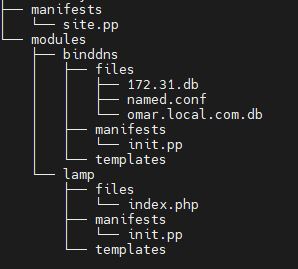 ├── manifests
│   └── site.pp
└── modules
    ├── binddns
    │   ├── files
    │   │   ├── 172.31.db
    │   │   ├── named.conf
    │   │   └── omar.local.com.db
    │   ├── manifests
    │   │   └── init.pp
    │   └── templates
    └── lamp
        ├── files
        │   └── index.php
        ├── manifests
        │   └── init.pp
        └── templates